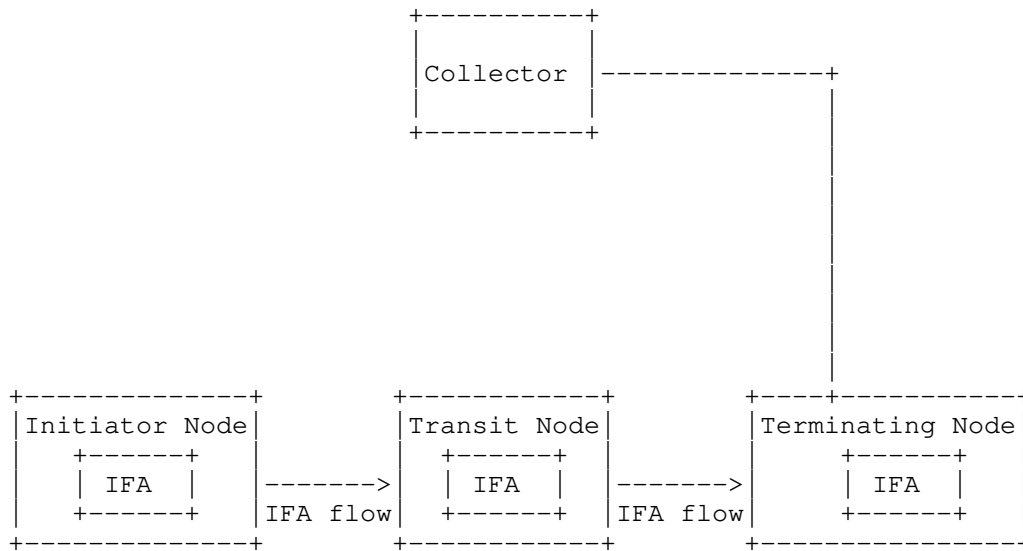 Collector
Initiator Node Transit Node Terminating Node
IFA IFA IFA
IFA flow IFA flow